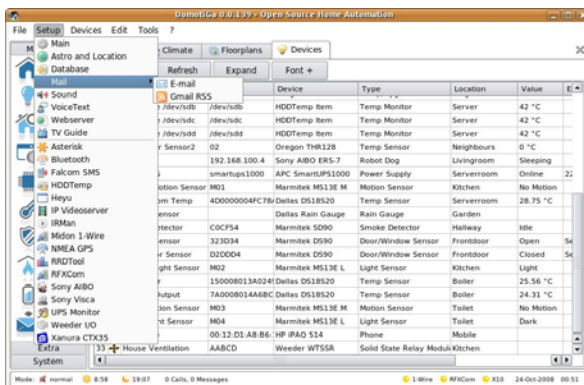 DomotiGa 0.0.139 - Open Source Home Automation
File Setup Devices Edit Tools ?
Main
Astro and Location
Database
Mail
Sound
VoiceText
Webserver
TV Guide
Asterisk
Bluetooth
Falcom SMS
HDDTemp
Heyu
IP Videoserver
IRMan
Midon 1-Wire
NMEA GPS
RRDTool
RFXCom
Sony AIBO
Sony Visca
UPS Monitor
Weeder I/O
Xanura CTX35
E-mail
Gmail RSS
Climate Floorplans Devices
Refresh Expand Font +
Device Type Location Value
/dev/sdb HDDTemp Item Temp Monitor Server 42 °C
/dev/sdc HDDTemp Item Temp Monitor Server 42 °C
/dev/sdd HDDTemp Item Temp Monitor Server 42 °C
Sensor2 02 Oregon THR128 Temp Sensor Neighbours 0 °C
192.168.100.4 Sony AIBO ERS-7 Robot Dog Livingroom Sleeping
smartups1000 APC SmartUPS1000 Power Supply Serverroom Online
Sensor M01 Marmitek MS13E M Motion Sensor Kitchen No Motion
Temp Dallas DS18S20 Temp Sensor Serverroom 28.75 °C
Dallas Rain Gauge Rain Gauge Garden
C0CF54 Marmitek SD90 Smoke Detector Hallway Idle
323D34 Marmitek DS90 Door/Window Sensor Frontdoor Open
Sensor D2DDD4 Marmitek DS90 Door/Window Sensor Frontdoor Closed
Sensor M02 Marmitek MS13E L Light Sensor Kitchen Light
Dallas DS18S20 Temp Sensor Boiler 25.56 °C
Dallas DS18S20 Temp Sensor Boiler 24.31 °C
Sensor M03 Marmitek MS13E M Motion Sensor Toilet No Motion
Sensor M04 Marmitek MS13E L Light Sensor Toilet Dark
00:12:D1:A8:B6: HP iPAQ 514 Phone Mobile
33 House Ventilation AABCD Weeder WTSSR Solid State Relay Module Kitchen
Extra
System
Mode: normal 8:58 19:07 0 Calls, 0 Messages 1-Wire RFXCom X10 24-Oct-2008 00:51